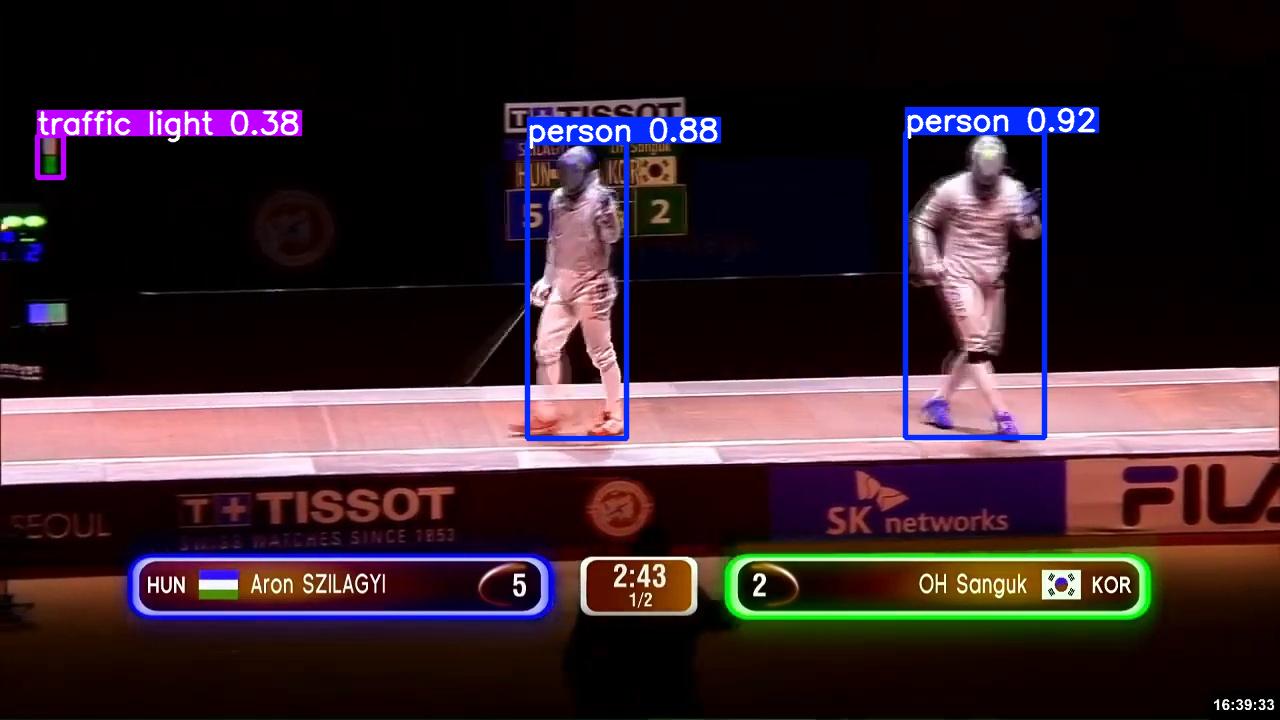 traffic light 0.38
TISSOT
person 0.88
person 0.92
HUN
KOR
5
2
SEOUL
TISSOT
SWISS WATCHES SINCE 1853
SK networks
FILA
HUN Aron SZILAGYI 5
2:43
1/2
2 OH Sanguk KOR
16:39:33